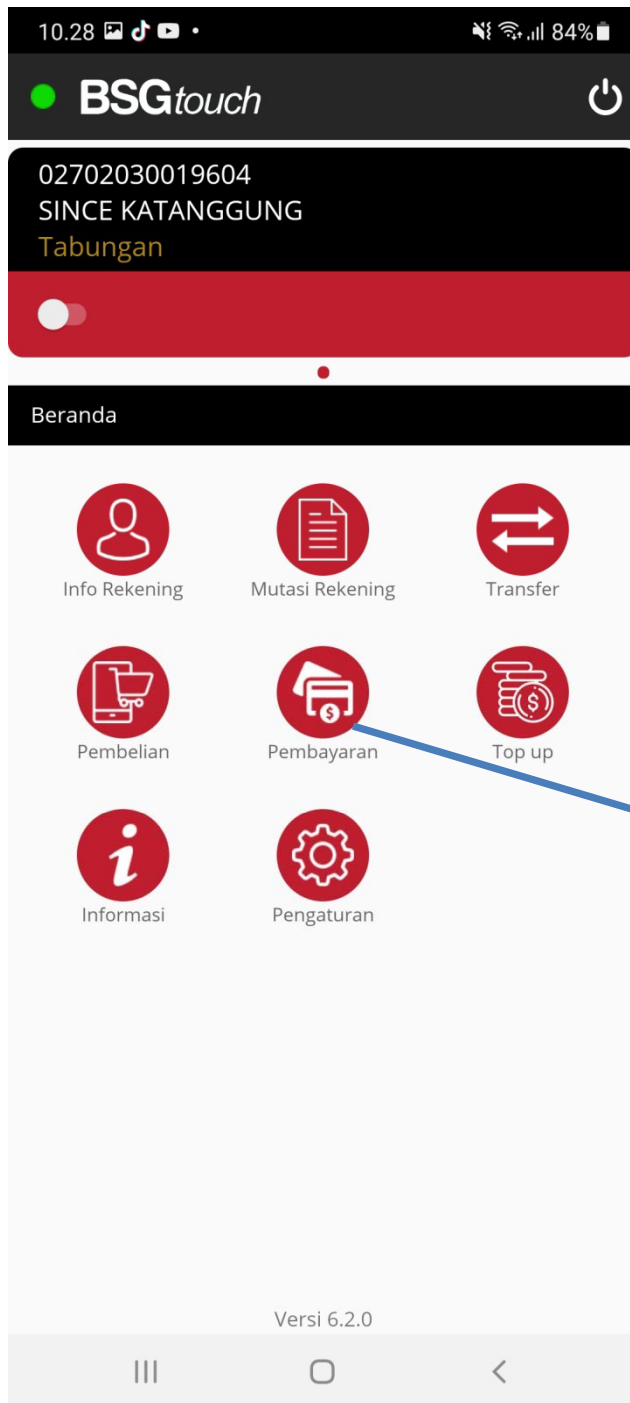 10.28 84%
BSGtouch
02702030019604
SINCE KATANGGUNG
Tabungan
Beranda
Info Rekening Mutasi Rekening Transfer
Pembelian Pembayaran Top up
Informasi Pengaturan
Versi 6.2.0